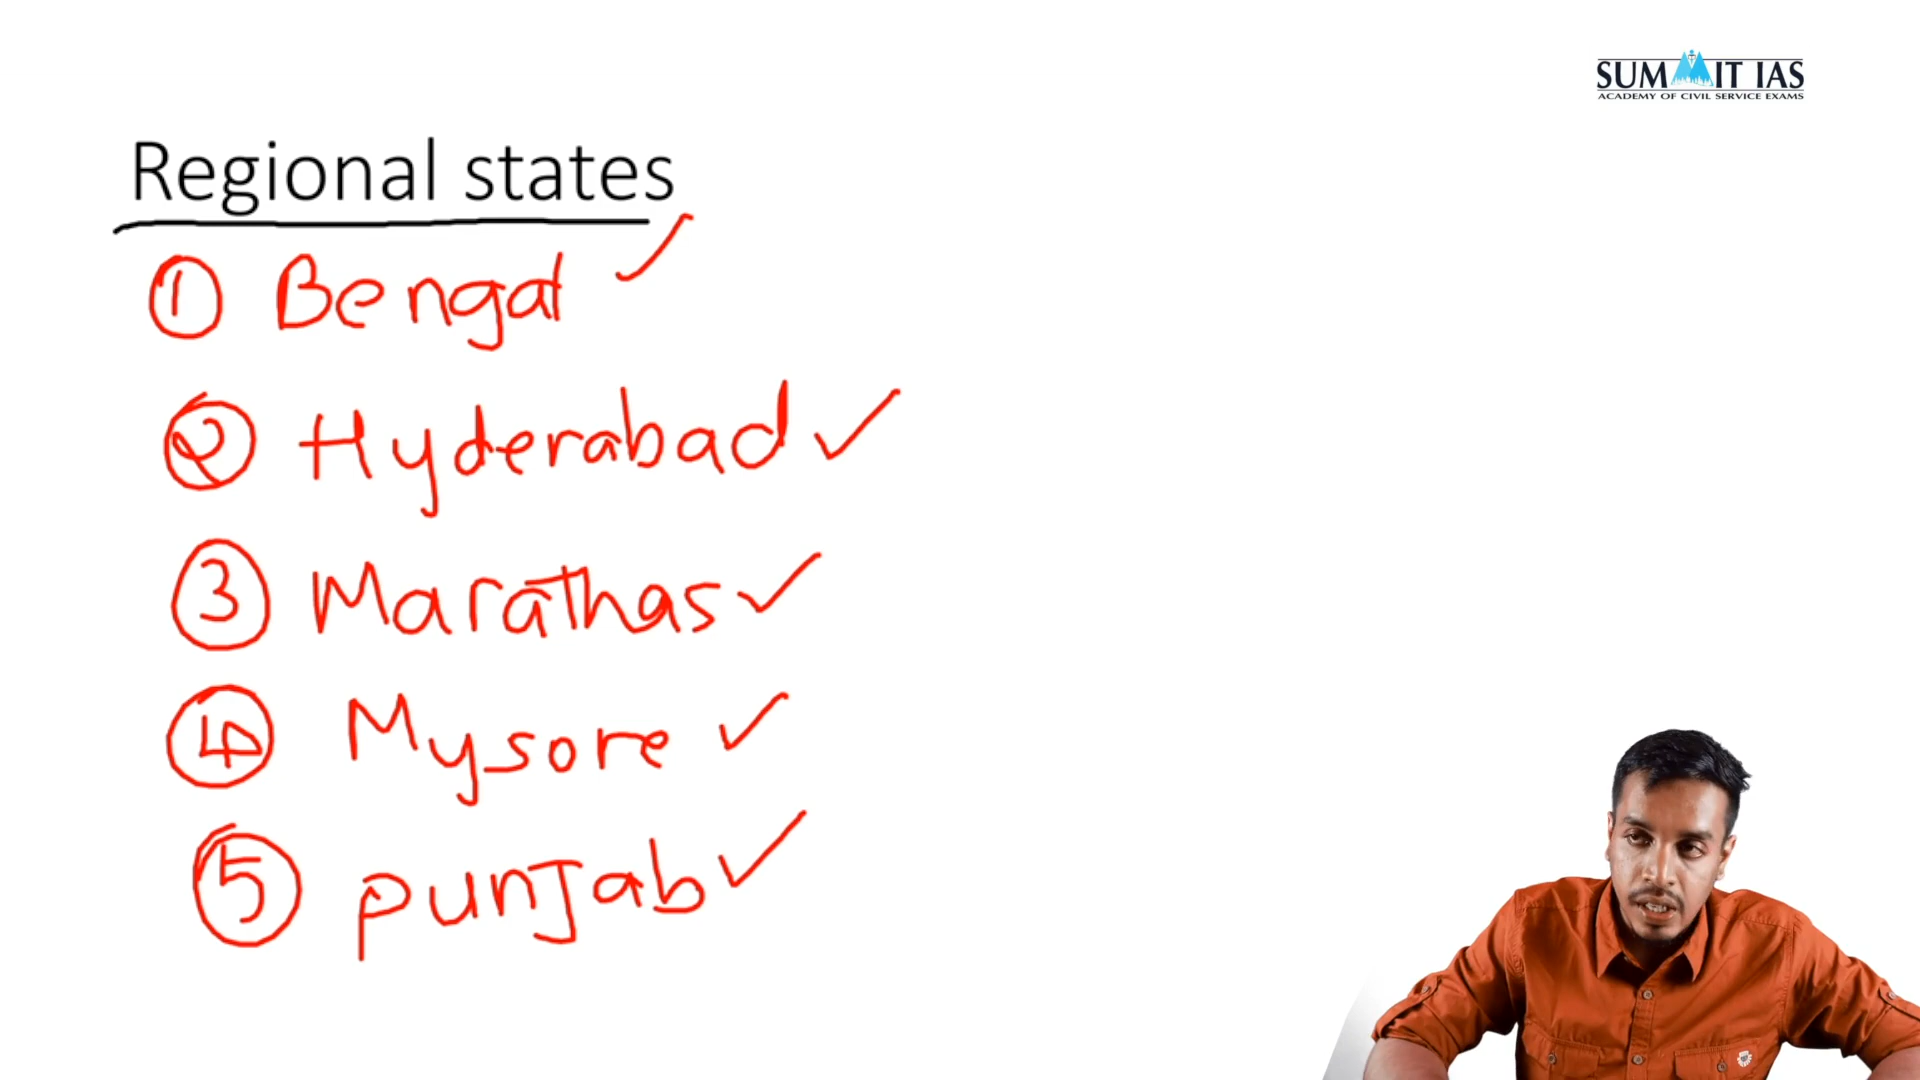 SUMMIT IAS
ACADEMY OF CIVIL SERVICE EXAMS
Regional states
1 Bengal
2 Hyderabad
3 Marathas
4 Mysore
5 punjab